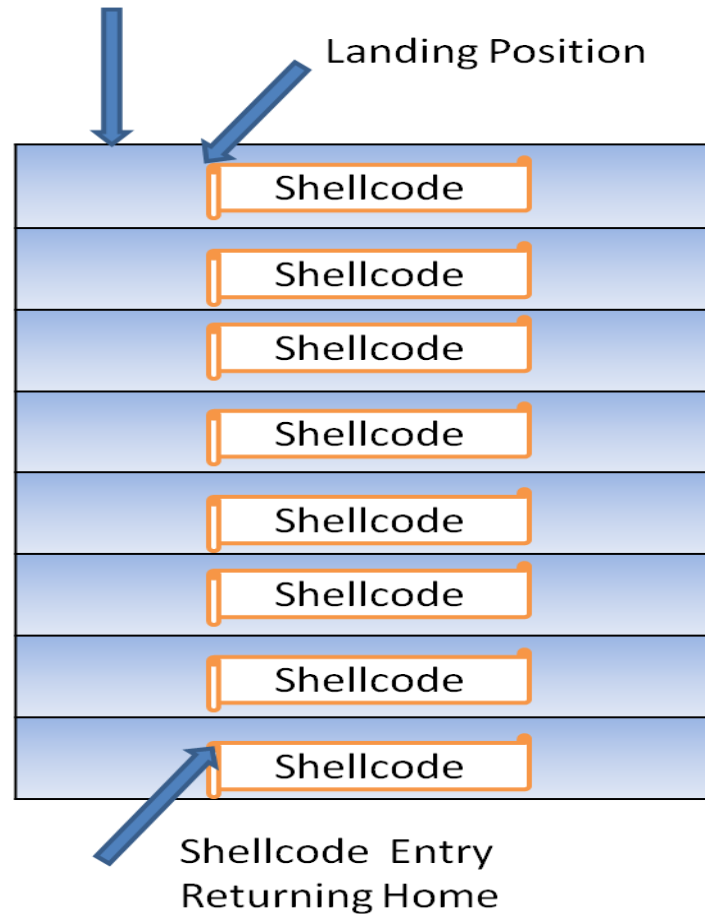 Landing Position
Shellcode
Shellcode
Shellcode
Shellcode
Shellcode
Shellcode
Shellcode
Shellcode
Shellcode Entry
Returning Home